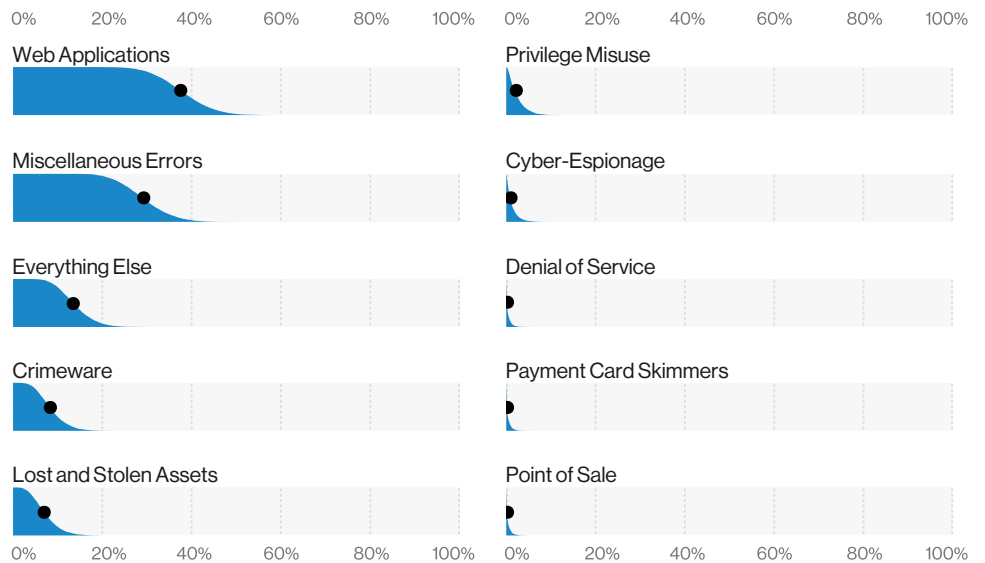 0% 20% 40% 60% 80% 100% 0% 20% 40% 60% 80% 100%
Web Applications
Privilege Misuse
Miscellaneous Errors
Cyber-Espionage
Everything Else
Denial of Service
Crimeware
Payment Card Skimmers
Lost and Stolen Assets
Point of Sale
0% 20% 40% 60% 80% 100% 0% 20% 40% 60% 80% 100%